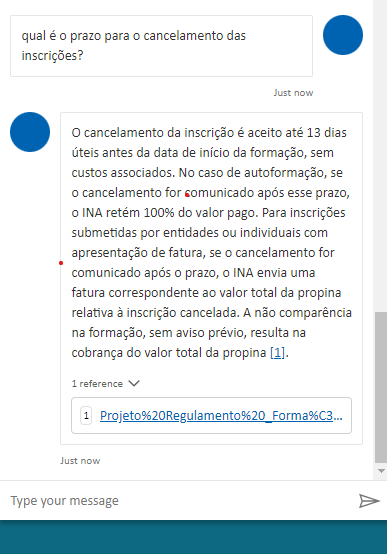 qual é o prazo para o cancelamento das
inscrições?
Just now
O cancelamento da inscrição é aceito até 13 dias
úteis antes da data de início da formação, sem
custos associados. No caso de autoformação, se
o cancelamento for comunicado após esse prazo,
o INA retém 100% do valor pago. Para inscrições
submetidas por entidades ou individuais com
apresentação de fatura, se o cancelamento for
comunicado após o prazo, o INA envia uma
fatura correspondente ao valor total da propina
relativa à inscrição cancelada. A não comparência
na formação, sem aviso prévio, resulta na
cobrança do valor total da propina [1].
1 reference
1 Projeto%20Regulamento%20_Forma%C3...
Just now
Type your message